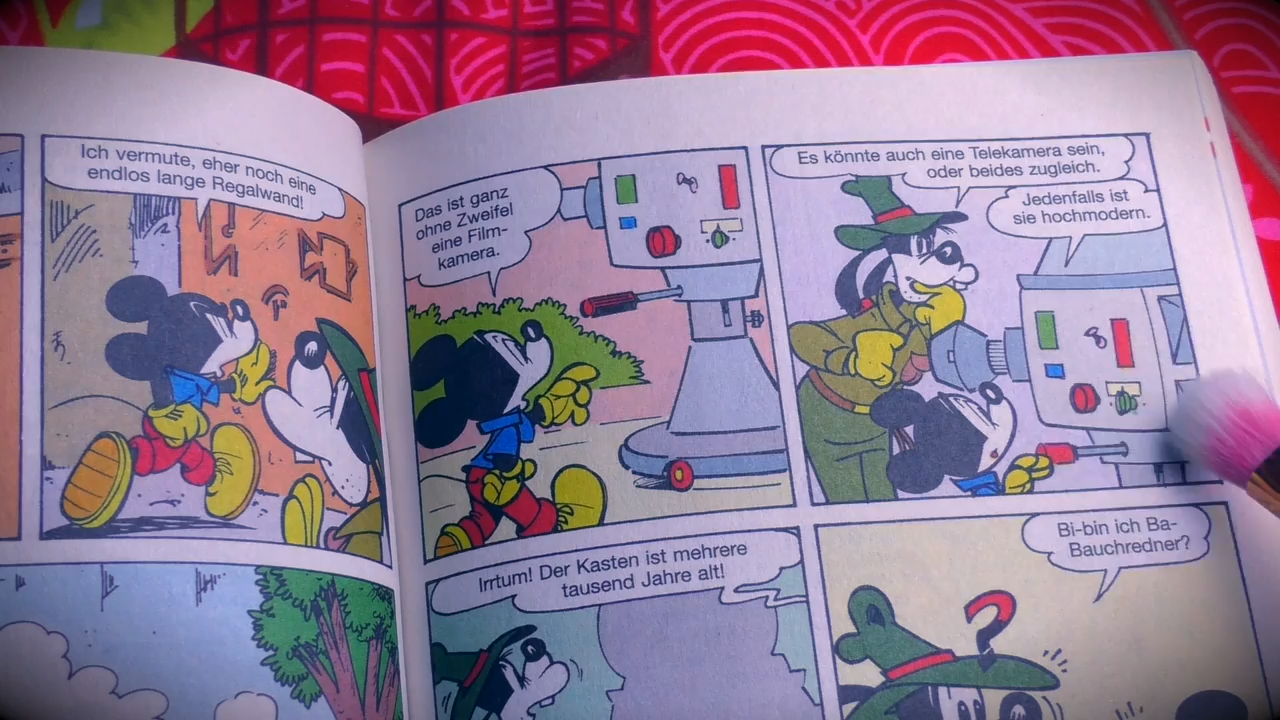 Ich vermute, eher noch eine
endlos lange Regalwand!
Das ist ganz
ohne Zweifel
eine Film-
kamera.
Es könnte auch eine Telekamera sein,
oder beides zugleich.
Jedenfalls ist
sie hochmodern.
Irrtum! Der Kasten ist mehrere
tausend Jahre alt!
Bi-bin ich Ba-
Bauchredner?
?